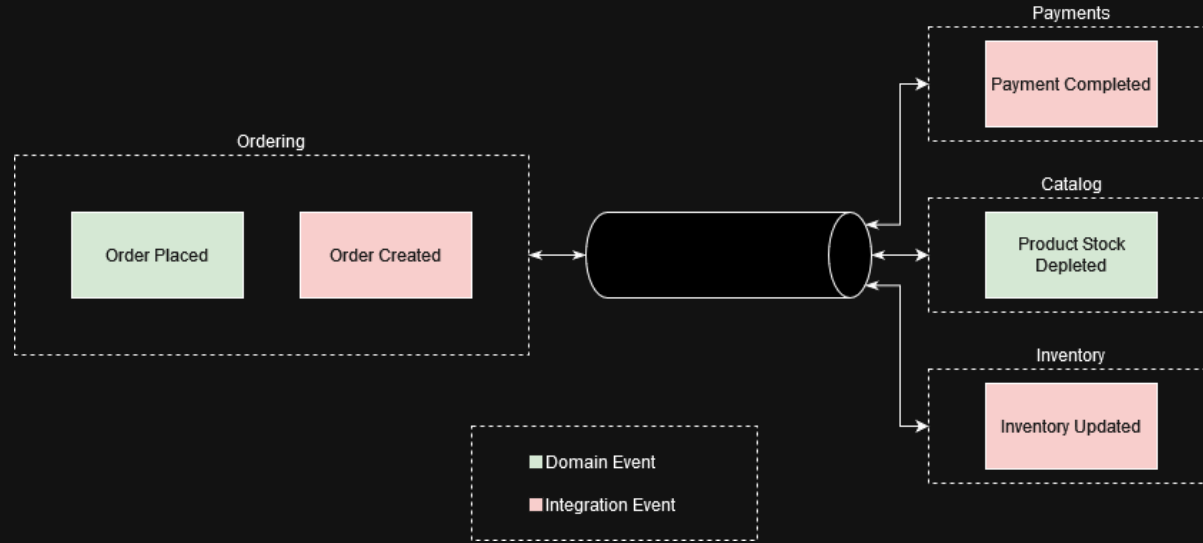 Payments
Payment Completed
Ordering
Order Placed
Order Created
Catalog
Product Stock
Depleted
Inventory
Inventory Updated
Domain Event
Integration Event